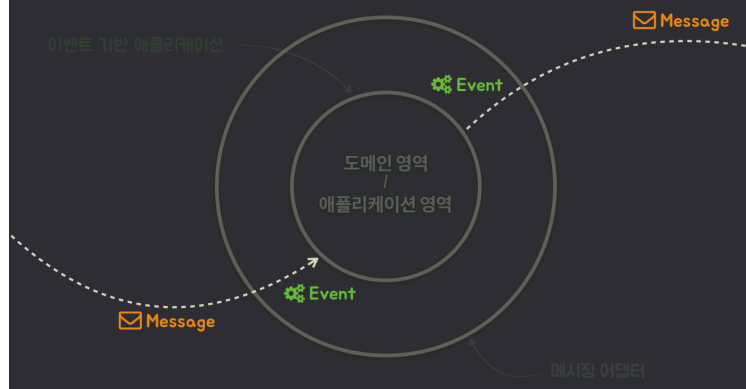 Message
이벤트 기반 애플리케이션
Event
도메인 영역
/
애플리케이션 영역
Event
Message
메시징 어댑터